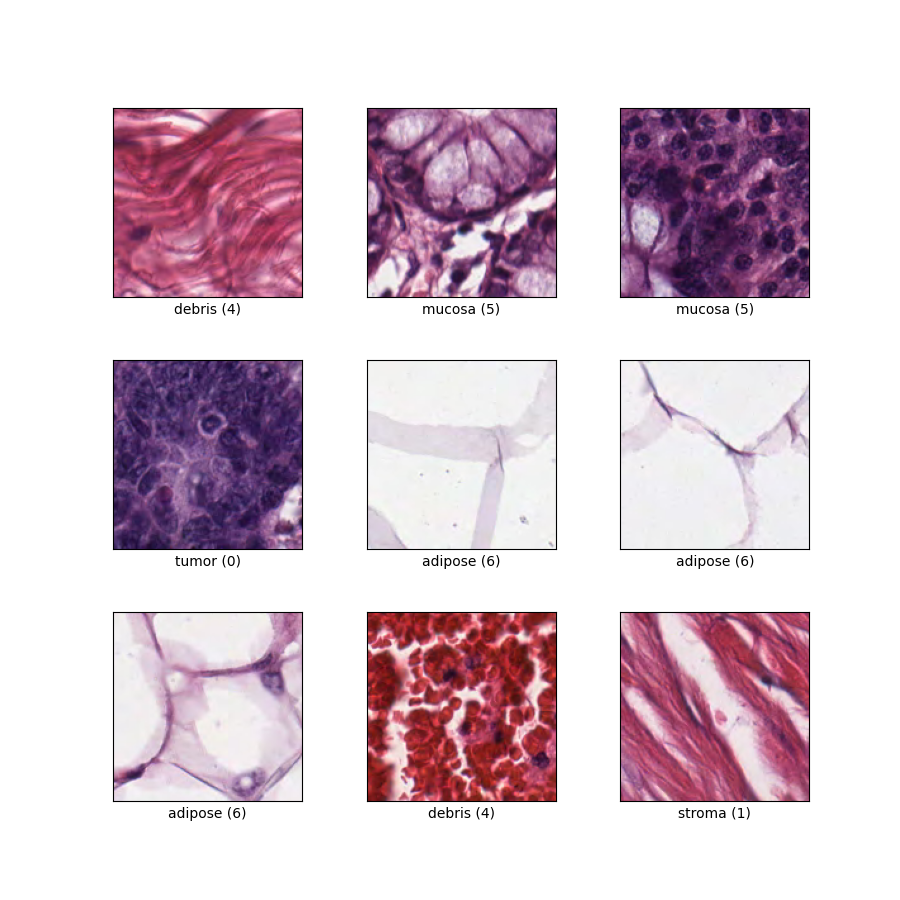 debris (4)
mucosa (5)
mucosa (5)
tumor (0)
adipose (6)
adipose (6)
adipose (6)
debris (4)
stroma (1)